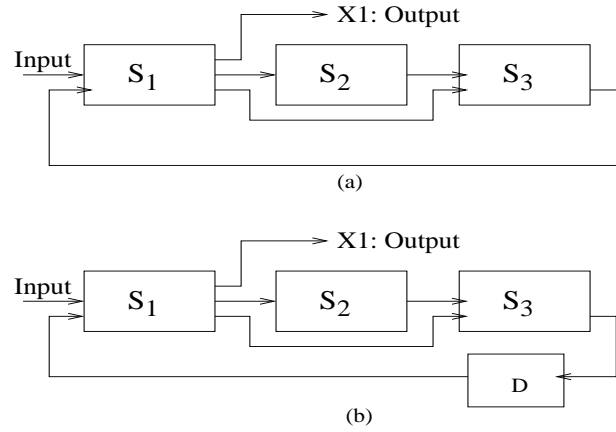 X1: Output
Input
S1
S2
S3
(a)
X1: Output
Input
S1
S2
S3
D
(b)